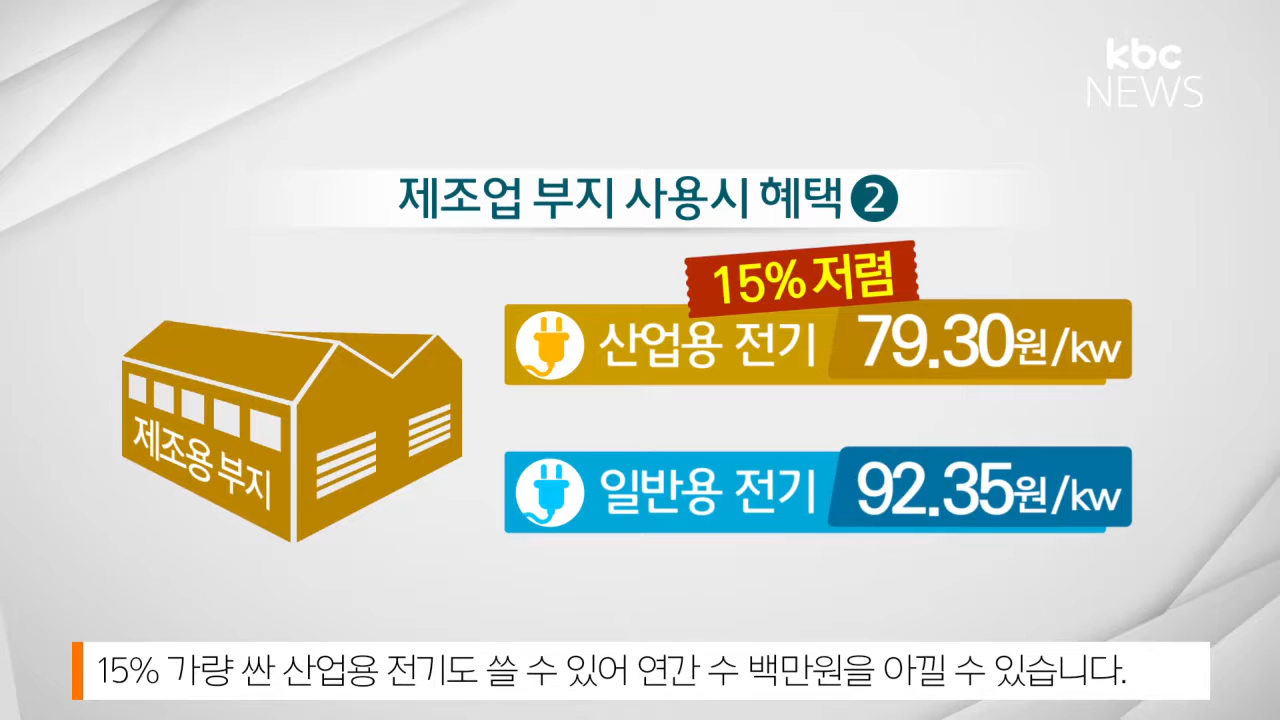 kbc
NEWS
제조업 부지 사용시 혜택 2
15% 저렴
산업용 전기 79.30원/kw
제조용 부지
일반용 전기 92.35원/kw
15% 가량 싼 산업용 전기도 쓸 수 있어 연간 수 백만원을 아낄 수 있습니다.